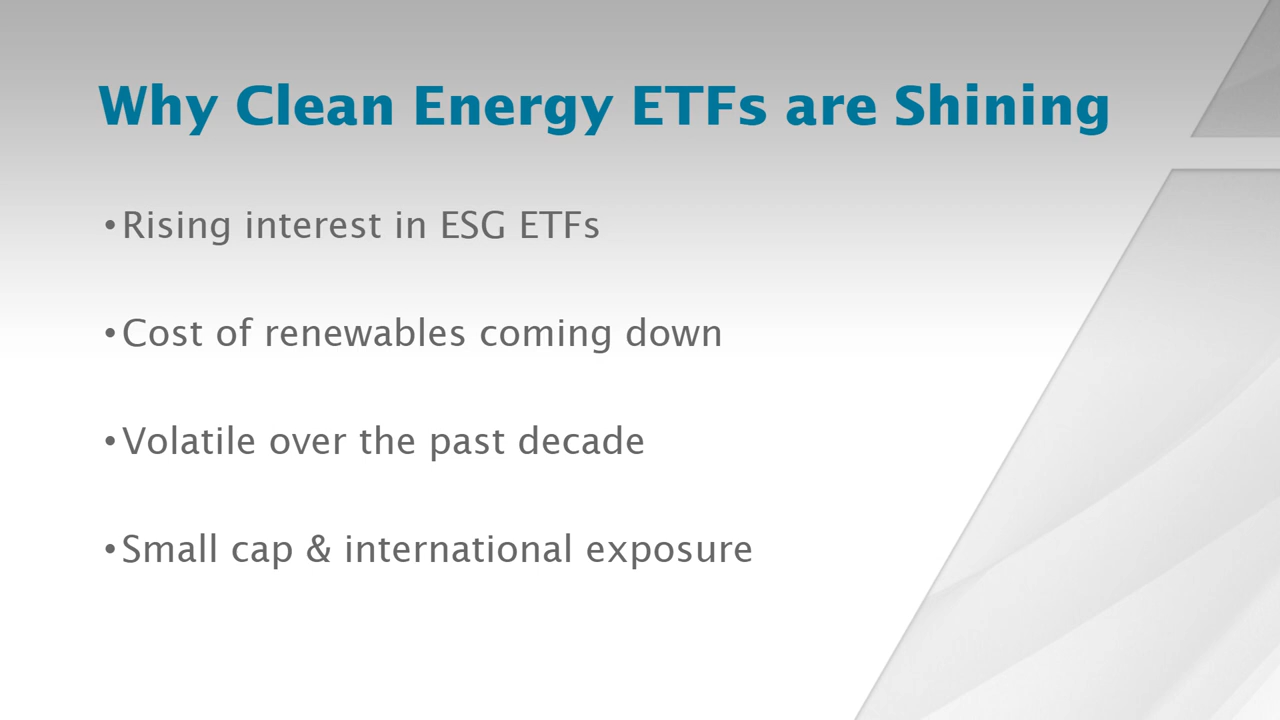 Why Clean Energy ETFs are Shining
•Rising interest in ESG ETFs
•Cost of renewables coming down
•Volatile over the past decade
•Small cap & international exposure